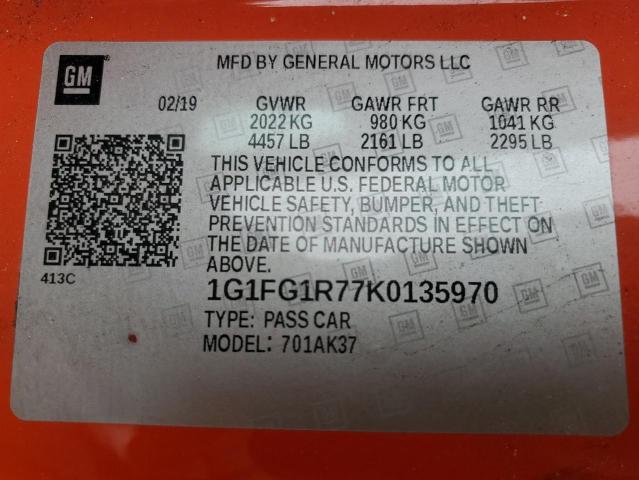 GM
MFD BY GENERAL MOTORS LLC
02/19 GVWR GAWR FRT GAWR RR
2022 KG 980 KG 1041 KG
4457 LB 2161 LB 2295 LB
THIS VEHICLE CONFORMS TO ALL
APPLICABLE U.S. FEDERAL MOTOR
VEHICLE SAFETY, BUMPER, AND THEFT
PREVENTION STANDARDS IN EFFECT ON
THE DATE OF MANUFACTURE SHOWN
ABOVE.
413C
1G1FG1R77K0135970
TYPE: PASS CAR
MODEL: 701AK37